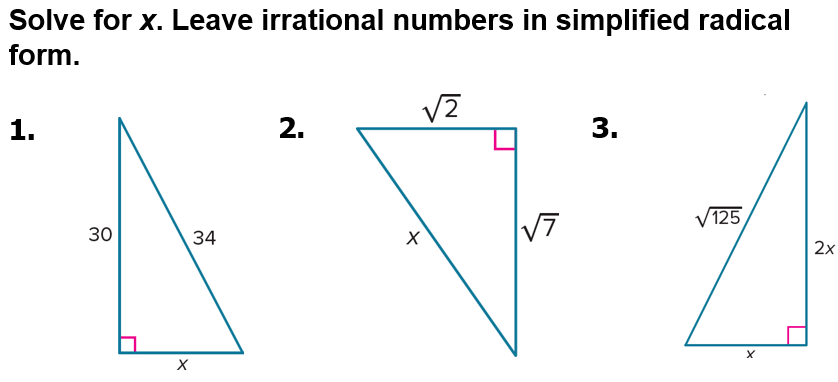 Solve for x. Leave irrational numbers in simplified radical
form.
1.
30
34
x
2.
√2
√7
x
3.
√125
2x
x